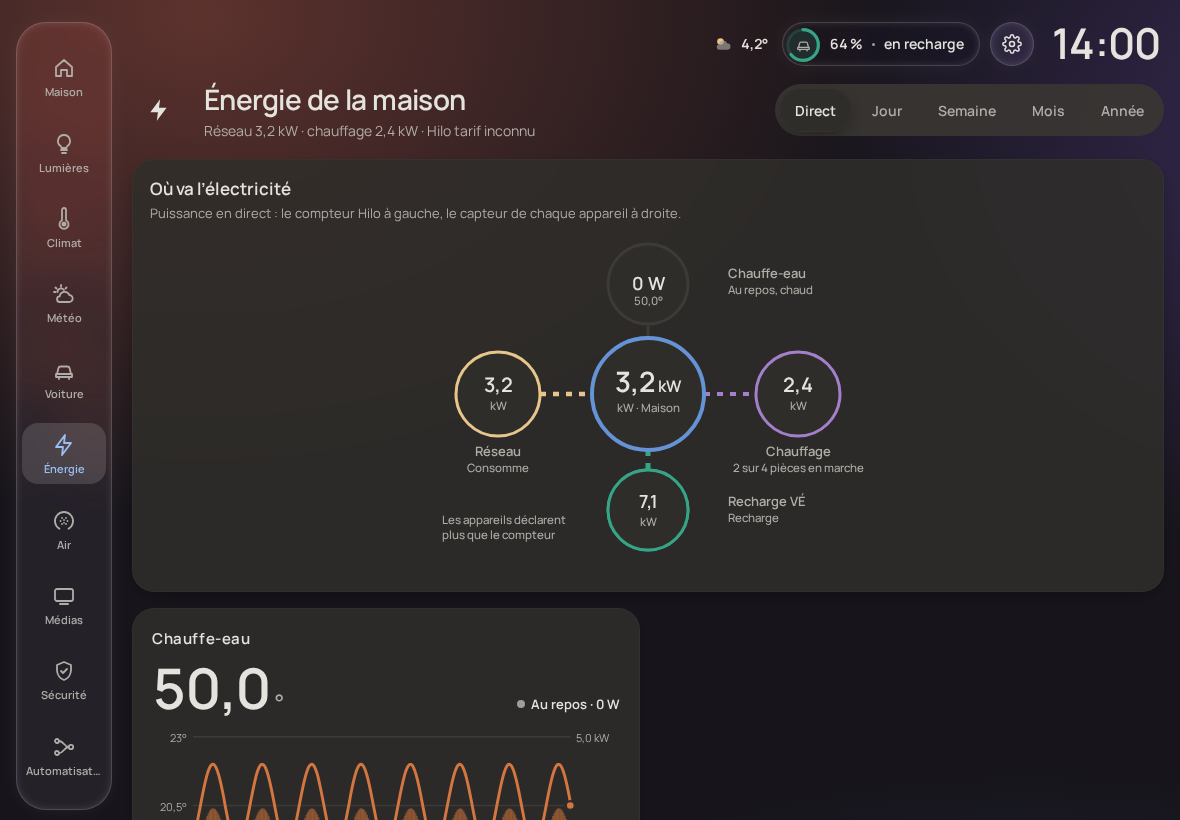 4,2°
64 % · en recharge
14:00
Maison
Lumières
Climat
Météo
Voiture
Énergie
Air
Médias
Sécurité
Automatisat…
Énergie de la maison
Réseau 3,2 kW · chauffage 2,4 kW · Hilo tarif inconnu
Direct
Jour
Semaine
Mois
Année
Où va l’électricité
Puissance en direct : le compteur Hilo à gauche, le capteur de chaque appareil à droite.
0 W
50,0°
Chauffe-eau
Au repos, chaud
3,2
kW
Réseau
Consomme
3,2 kW
kW · Maison
2,4
kW
Chauffage
2 sur 4 pièces en marche
7,1
kW
Recharge VÉ
Recharge
Les appareils déclarent
plus que le compteur
Chauffe-eau
50,0°
Au repos · 0 W
23°
5,0 kW
20,5°